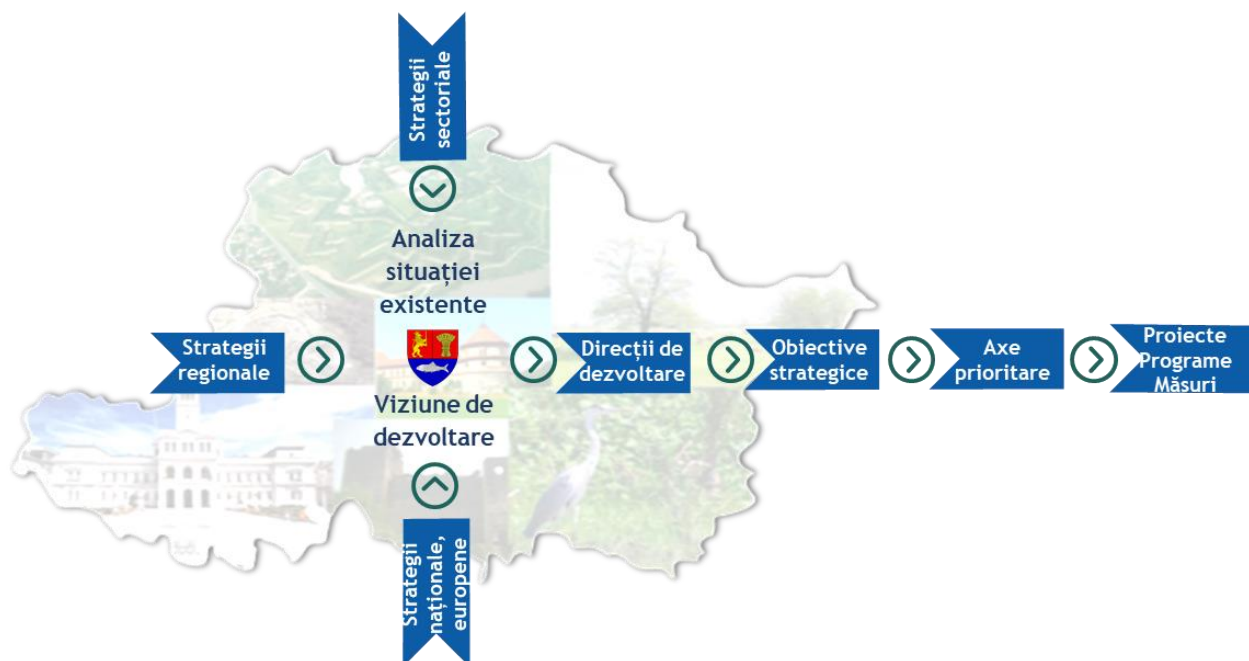 Strategii
sectoriale
Analiza
situației
existente
Strategii
regionale
Direcții de
dezvoltare
Obiective
strategice
Axe
prioritare
Proiecte
Programe
Măsuri
Viziune de
dezvoltare
Strategii
naționale,
europene